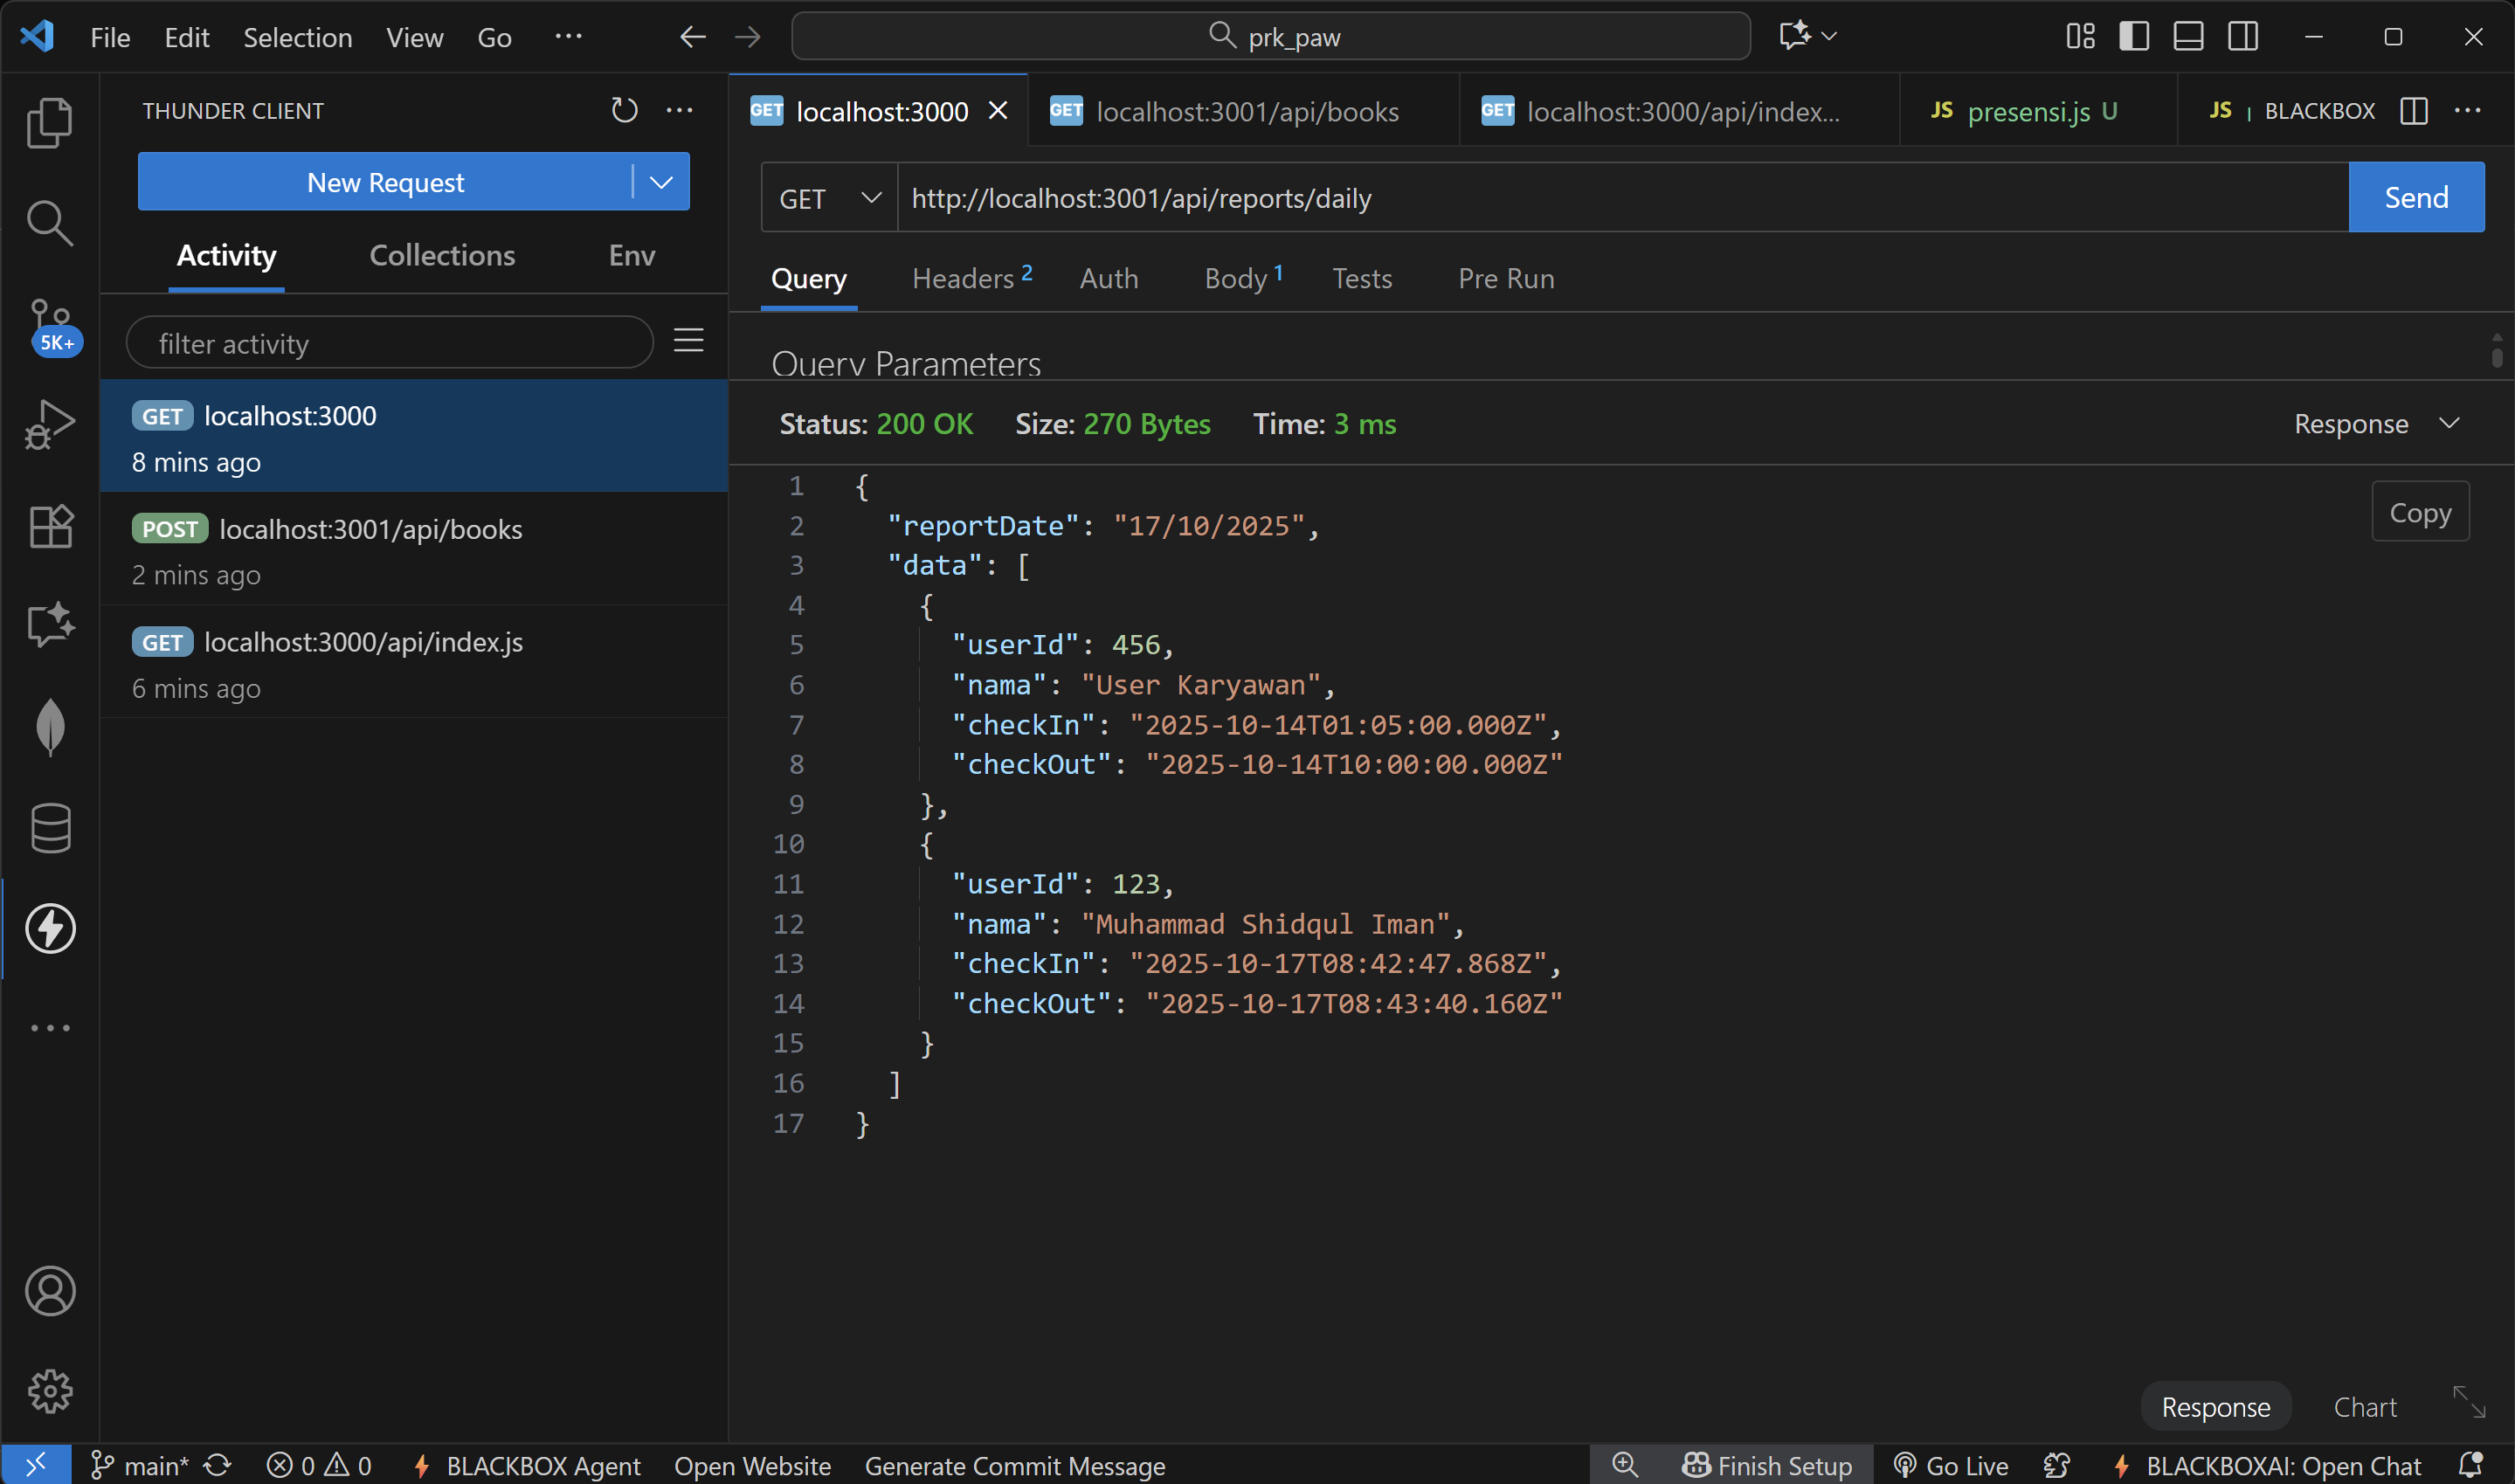 File Edit Selection View Go ··· prk_paw
THUNDER CLIENT ···
New Request
Activity Collections Env
filter activity
GET localhost:3000
8 mins ago
POST localhost:3001/api/books
2 mins ago
GET localhost:3000/api/index.js
6 mins ago
5K+
GET localhost:3000 GET localhost:3001/api/books GET localhost:3000/api/index... JS presensi.js U JS BLACKBOX ···
GET http://localhost:3001/api/reports/daily Send
Query Headers 2 Auth Body 1 Tests Pre Run
Query Parameters
Status: 200 OK Size: 270 Bytes Time: 3 ms Response
Copy
1 {
2 "reportDate": "17/10/2025",
3 "data": [
4 {
5 "userId": 456,
6 "nama": "User Karyawan",
7 "checkIn": "2025-10-14T01:05:00.000Z",
8 "checkOut": "2025-10-14T10:00:00.000Z"
9 },
10 {
11 "userId": 123,
12 "nama": "Muhammad Shidqul Iman",
13 "checkIn": "2025-10-17T08:42:47.868Z",
14 "checkOut": "2025-10-17T08:43:40.160Z"
15 }
16 ]
17 }
Response Chart
main* 0 0 BLACKBOX Agent Open Website Generate Commit Message Finish Setup Go Live BLACKBOXAI: Open Chat